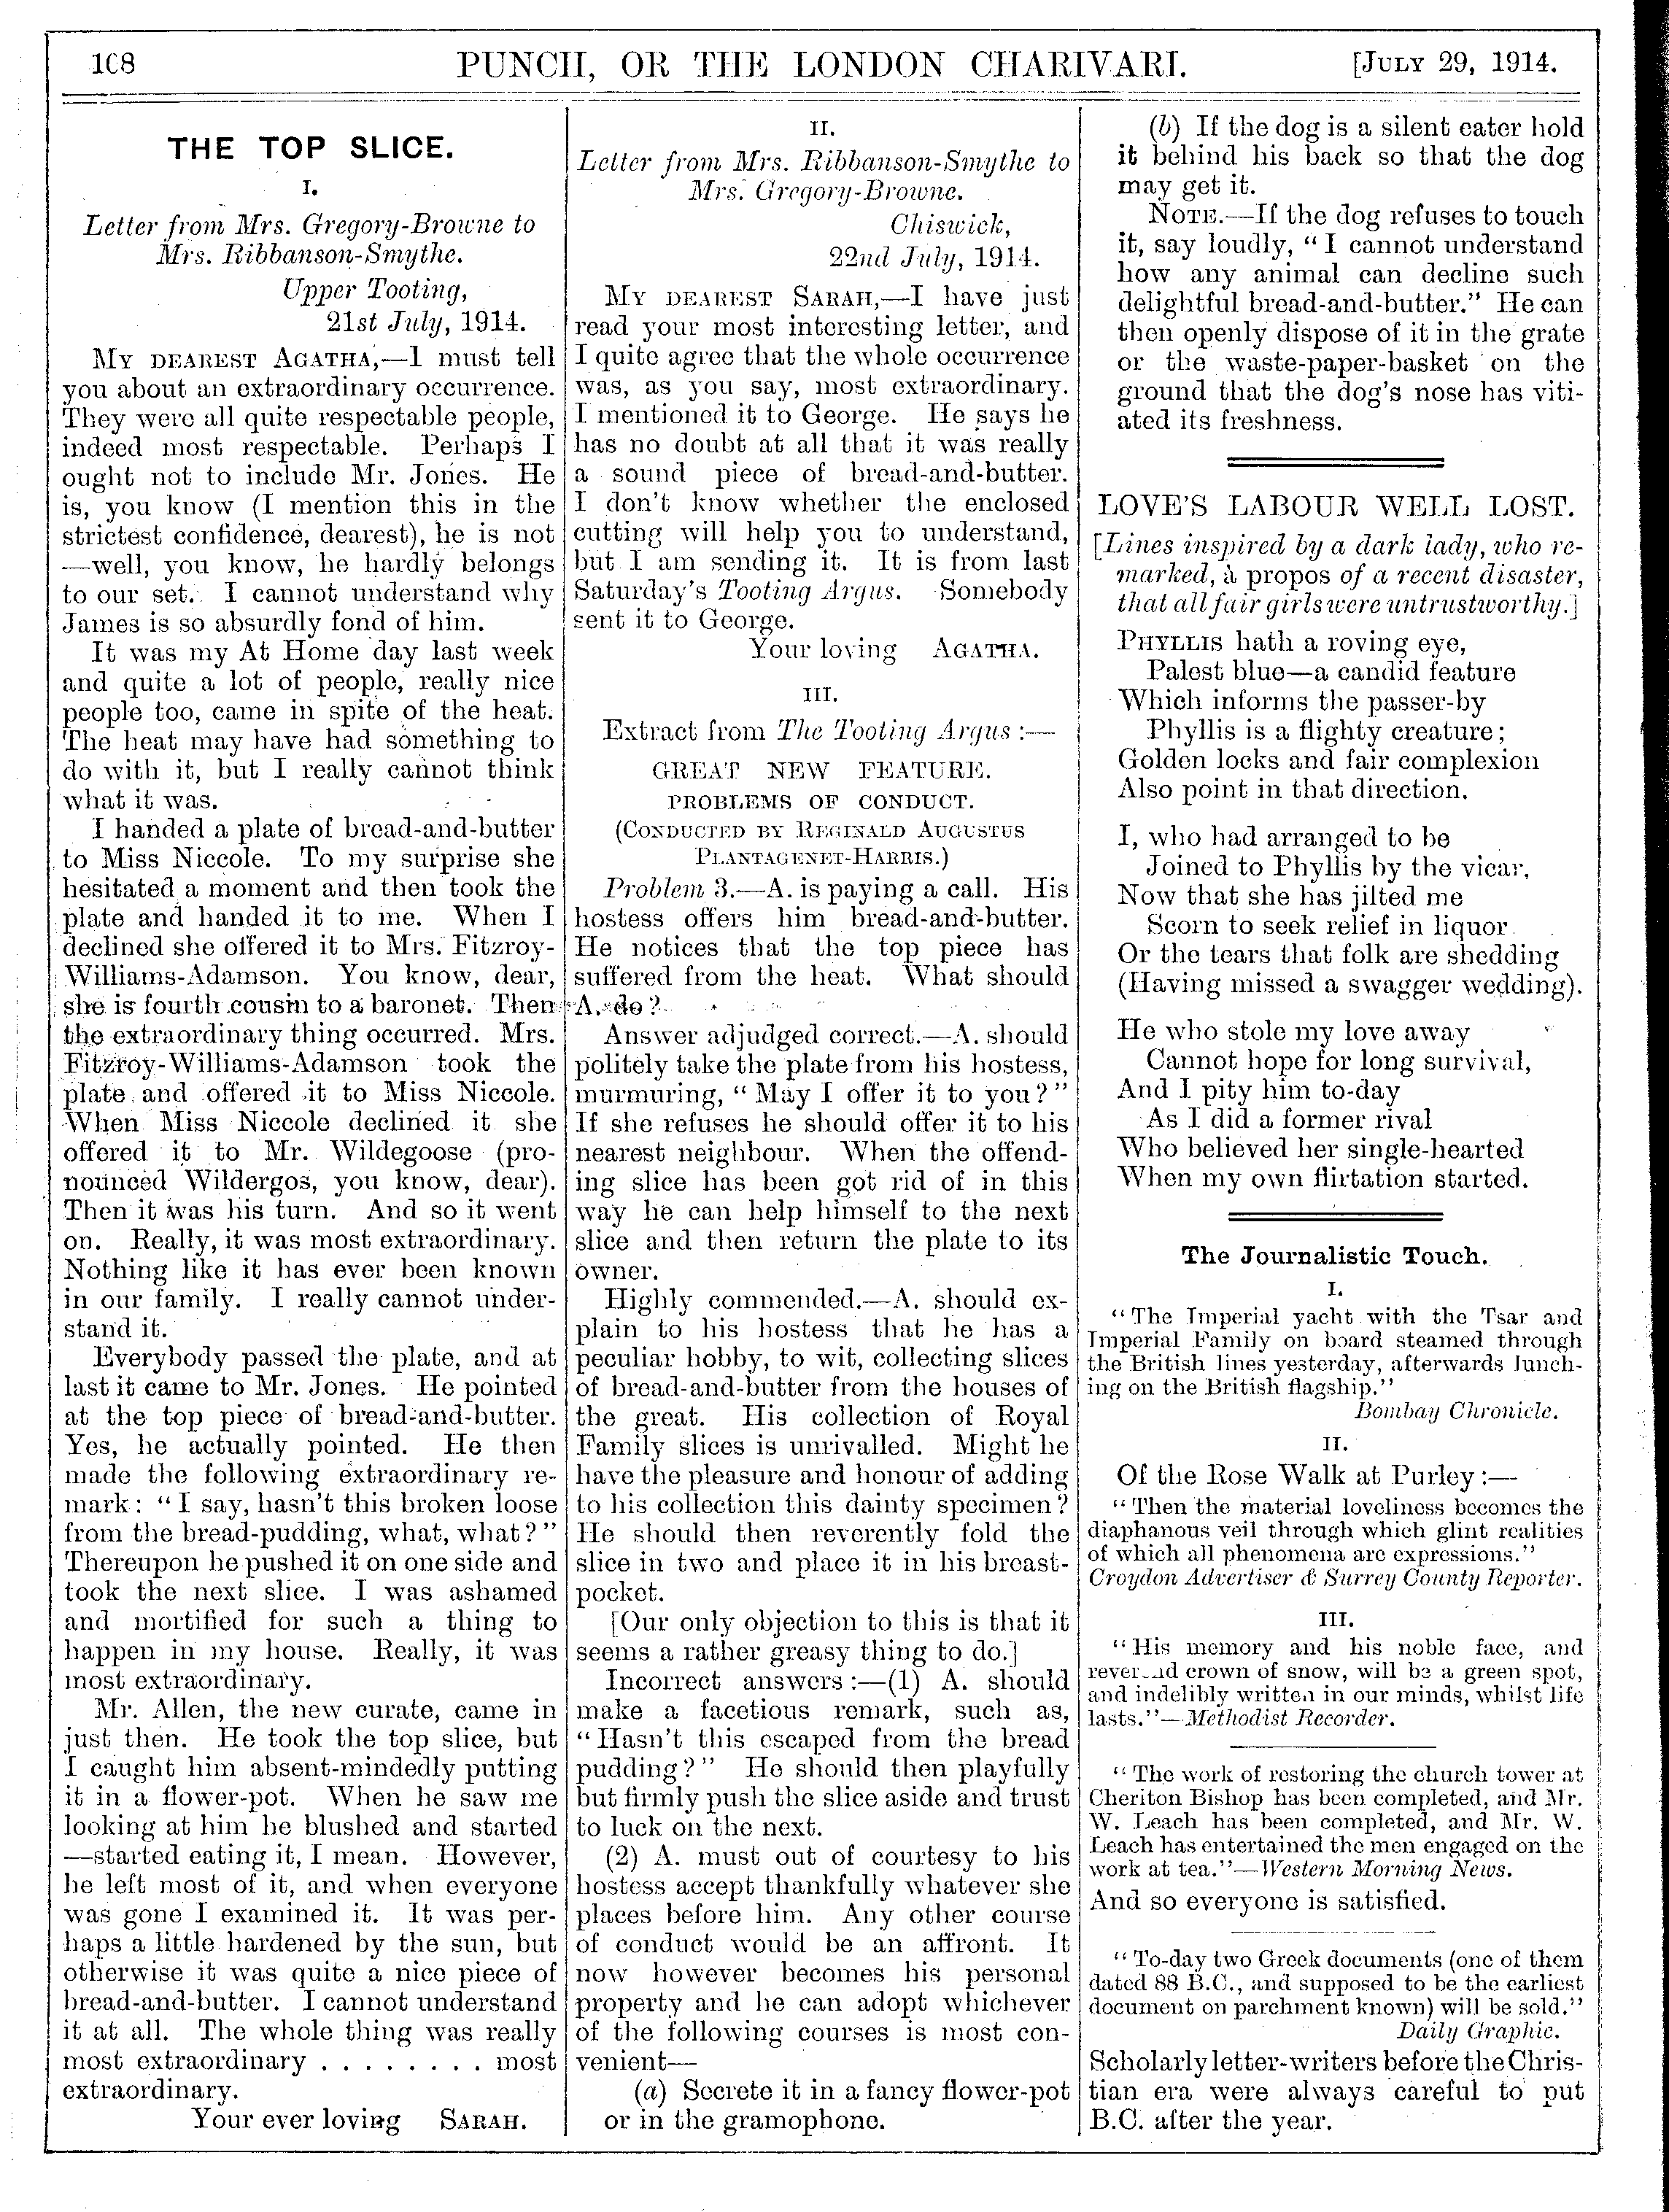 108
PUNCH, OR THE LONDON CHARIVARI.
[JULY 29, 1914.
THE TOP SLICE.
I.
Letter from Mrs. Gregory-Browne to
Mrs. Ribbanson-Smythe.
Upper Tooting,
21st July, 1914.
MY DEAREST AGATHA,—I must tell
you about an extraordinary occurrence.
They were all quite respectable people,
indeed most respectable. Perhaps I
ought not to include Mr. Jones. He
is, you know (I mention this in the
strictest confidence, dearest), he is not
—well, you know, he hardly belongs
to our set. I cannot understand why
James is so absurdly fond of him.
It was my At Home day last week
and quite a lot of people, really nice
people too, came in spite of the heat.
The heat may have had something to
do with it, but I really cannot think
what it was.
I handed a plate of bread-and-butter
to Miss Niccole. To my surprise she
hesitated a moment and then took the
plate and handed it to me. When I
declined she offered it to Mrs. Fitzroy-
Williams-Adamson. You know, dear,
she is fourth cousin to a baronet. Then
the extraordinary thing occurred. Mrs.
Fitzroy-Williams-Adamson took the
plate and offered it to Miss Niccole.
When Miss Niccole declined it she
offered it to Mr. Wildegoose (pro-
nounced Wildergos, you know, dear).
Then it was his turn. And so it went
on. Really, it was most extraordinary.
Nothing like it has ever been known
in our family. I really cannot under-
stand it.
Everybody passed the plate, and at
last it came to Mr. Jones. He pointed
at the top piece of bread-and-butter.
Yes, he actually pointed. He then
made the following extraordinary re-
mark: "I say, hasn't this broken loose
from the bread-pudding, what, what?"
Thereupon he pushed it on one side and
took the next slice. I was ashamed
and mortified for such a thing to
happen in my house. Really, it was
most extraordinary.
Mr. Allen, the new curate, came in
just then. He took the top slice, but
I caught him absent-mindedly putting
it in a flower-pot. When he saw me
looking at him he blushed and started
—started eating it, I mean. However,
he left most of it, and when everyone
was gone I examined it. It was per-
haps a little hardened by the sun, but
otherwise it was quite a nice piece of
bread-and-butter. I cannot understand
it at all. The whole thing was really
most extraordinary . . . . . . . . most
extraordinary.
Your ever loving SARAH.
II.
Letter from Mrs. Ribbanson-Smythe to
Mrs. Gregory-Browne.
Chiswick,
22nd July, 1914.
MY DEAREST SARAH,—I have just
read your most interesting letter, and
I quite agree that the whole occurrence
was, as you say, most extraordinary.
I mentioned it to George. He says he
has no doubt at all that it was really
a sound piece of bread-and-butter.
I don't know whether the enclosed
cutting will help you to understand,
but I am sending it. It is from last
Saturday's Tooting Argus. Somebody
sent it to George.
Your loving AGATHA.
III.
Extract from The Tooting Argus:—
GREAT NEW FEATURE.
PROBLEMS OF CONDUCT.
(CONDUCTED BY REGINALD AUGUSTUS
PLANTAGENET-HARRIS.)
Problem 3.—A. is paying a call. His
hostess offers him bread-and-butter.
He notices that the top piece has
suffered from the heat. What should
A. do?
Answer adjudged correct.—A. should
politely take the plate from his hostess,
murmuring, "May I offer it to you?"
If she refuses he should offer it to his
nearest neighbour. When the offend-
ing slice has been got rid of in this
way he can help himself to the next
slice and then return the plate to its
owner.
Highly commended.—A. should ex-
plain to his hostess that he has a
peculiar hobby, to wit, collecting slices
of bread-and-butter from the houses of
the great. His collection of Royal
Family slices is unrivalled. Might he
have the pleasure and honour of adding
to his collection this dainty specimen?
He should then reverently fold the
slice in two and place it in his breast-
pocket.
[Our only objection to this is that it
seems a rather greasy thing to do.]
Incorrect answers:—(1) A. should
make a facetious remark, such as,
"Hasn't this escaped from the bread
pudding?" He should then playfully
but firmly push the slice aside and trust
to luck on the next.
(2) A. must out of courtesy to his
hostess accept thankfully whatever she
places before him. Any other course
of conduct would be an affront. It
now however becomes his personal
property and he can adopt whichever
of the following courses is most con-
venient—
(a) Secrete it in a fancy flower-pot
or in the gramophone.
(b) If the dog is a silent eater hold
it behind his back so that the dog
may get it.
NOTE.—If the dog refuses to touch
it, say loudly, "I cannot understand
how any animal can decline such
delightful bread-and-butter." He can
then openly dispose of it in the grate
or the waste-paper-basket on the
ground that the dog's nose has viti-
ated its freshness.
LOVE'S LABOUR WELL LOST.
[Lines inspired by a dark lady, who re-
marked, à propos of a recent disaster,
that all fair girls were untrustworthy.]
PHYLLIS hath a roving eye,
Palest blue—a candid feature
Which informs the passer-by
Phyllis is a flighty creature;
Golden locks and fair complexion
Also point in that direction.
I, who had arranged to be
Joined to Phyllis by the vicar,
Now that she has jilted me
Scorn to seek relief in liquor
Or the tears that folk are shedding
(Having missed a swagger wedding).
He who stole my love away
Cannot hope for long survival,
And I pity him to-day
As I did a former rival
Who believed her single-hearted
When my own flirtation started.
The Journalistic Touch.
I.
"The Imperial yacht with the Tsar and
Imperial Family on board steamed through
the British lines yesterday, afterwards lunch-
ing on the British flagship."
Bombay Chronicle.
II.
Of the Rose Walk at Purley:—
"Then the material loveliness becomes the
diaphanous veil through which glint realities
of which all phenomena are expressions."
Croydon Advertiser & Surrey County Reporter.
III.
"His memory and his noble face, and
reverend crown of snow, will be a green spot,
and indelibly written in our minds, whilst life
lasts."—Methodist Recorder.
"The work of restoring the church tower at
Cheriton Bishop has been completed, and Mr.
W. Leach has been completed, and Mr. W.
Leach has entertained the men engaged on the
work at tea."—Western Morning News.
And so everyone is satisfied.
"To-day two Greek documents (one of them
dated 88 B.C., and supposed to be the earliest
document on parchment known) will be sold."
Daily Graphic.
Scholarly letter-writers before the Chris-
tian era were always careful to put
B.C. after the year.